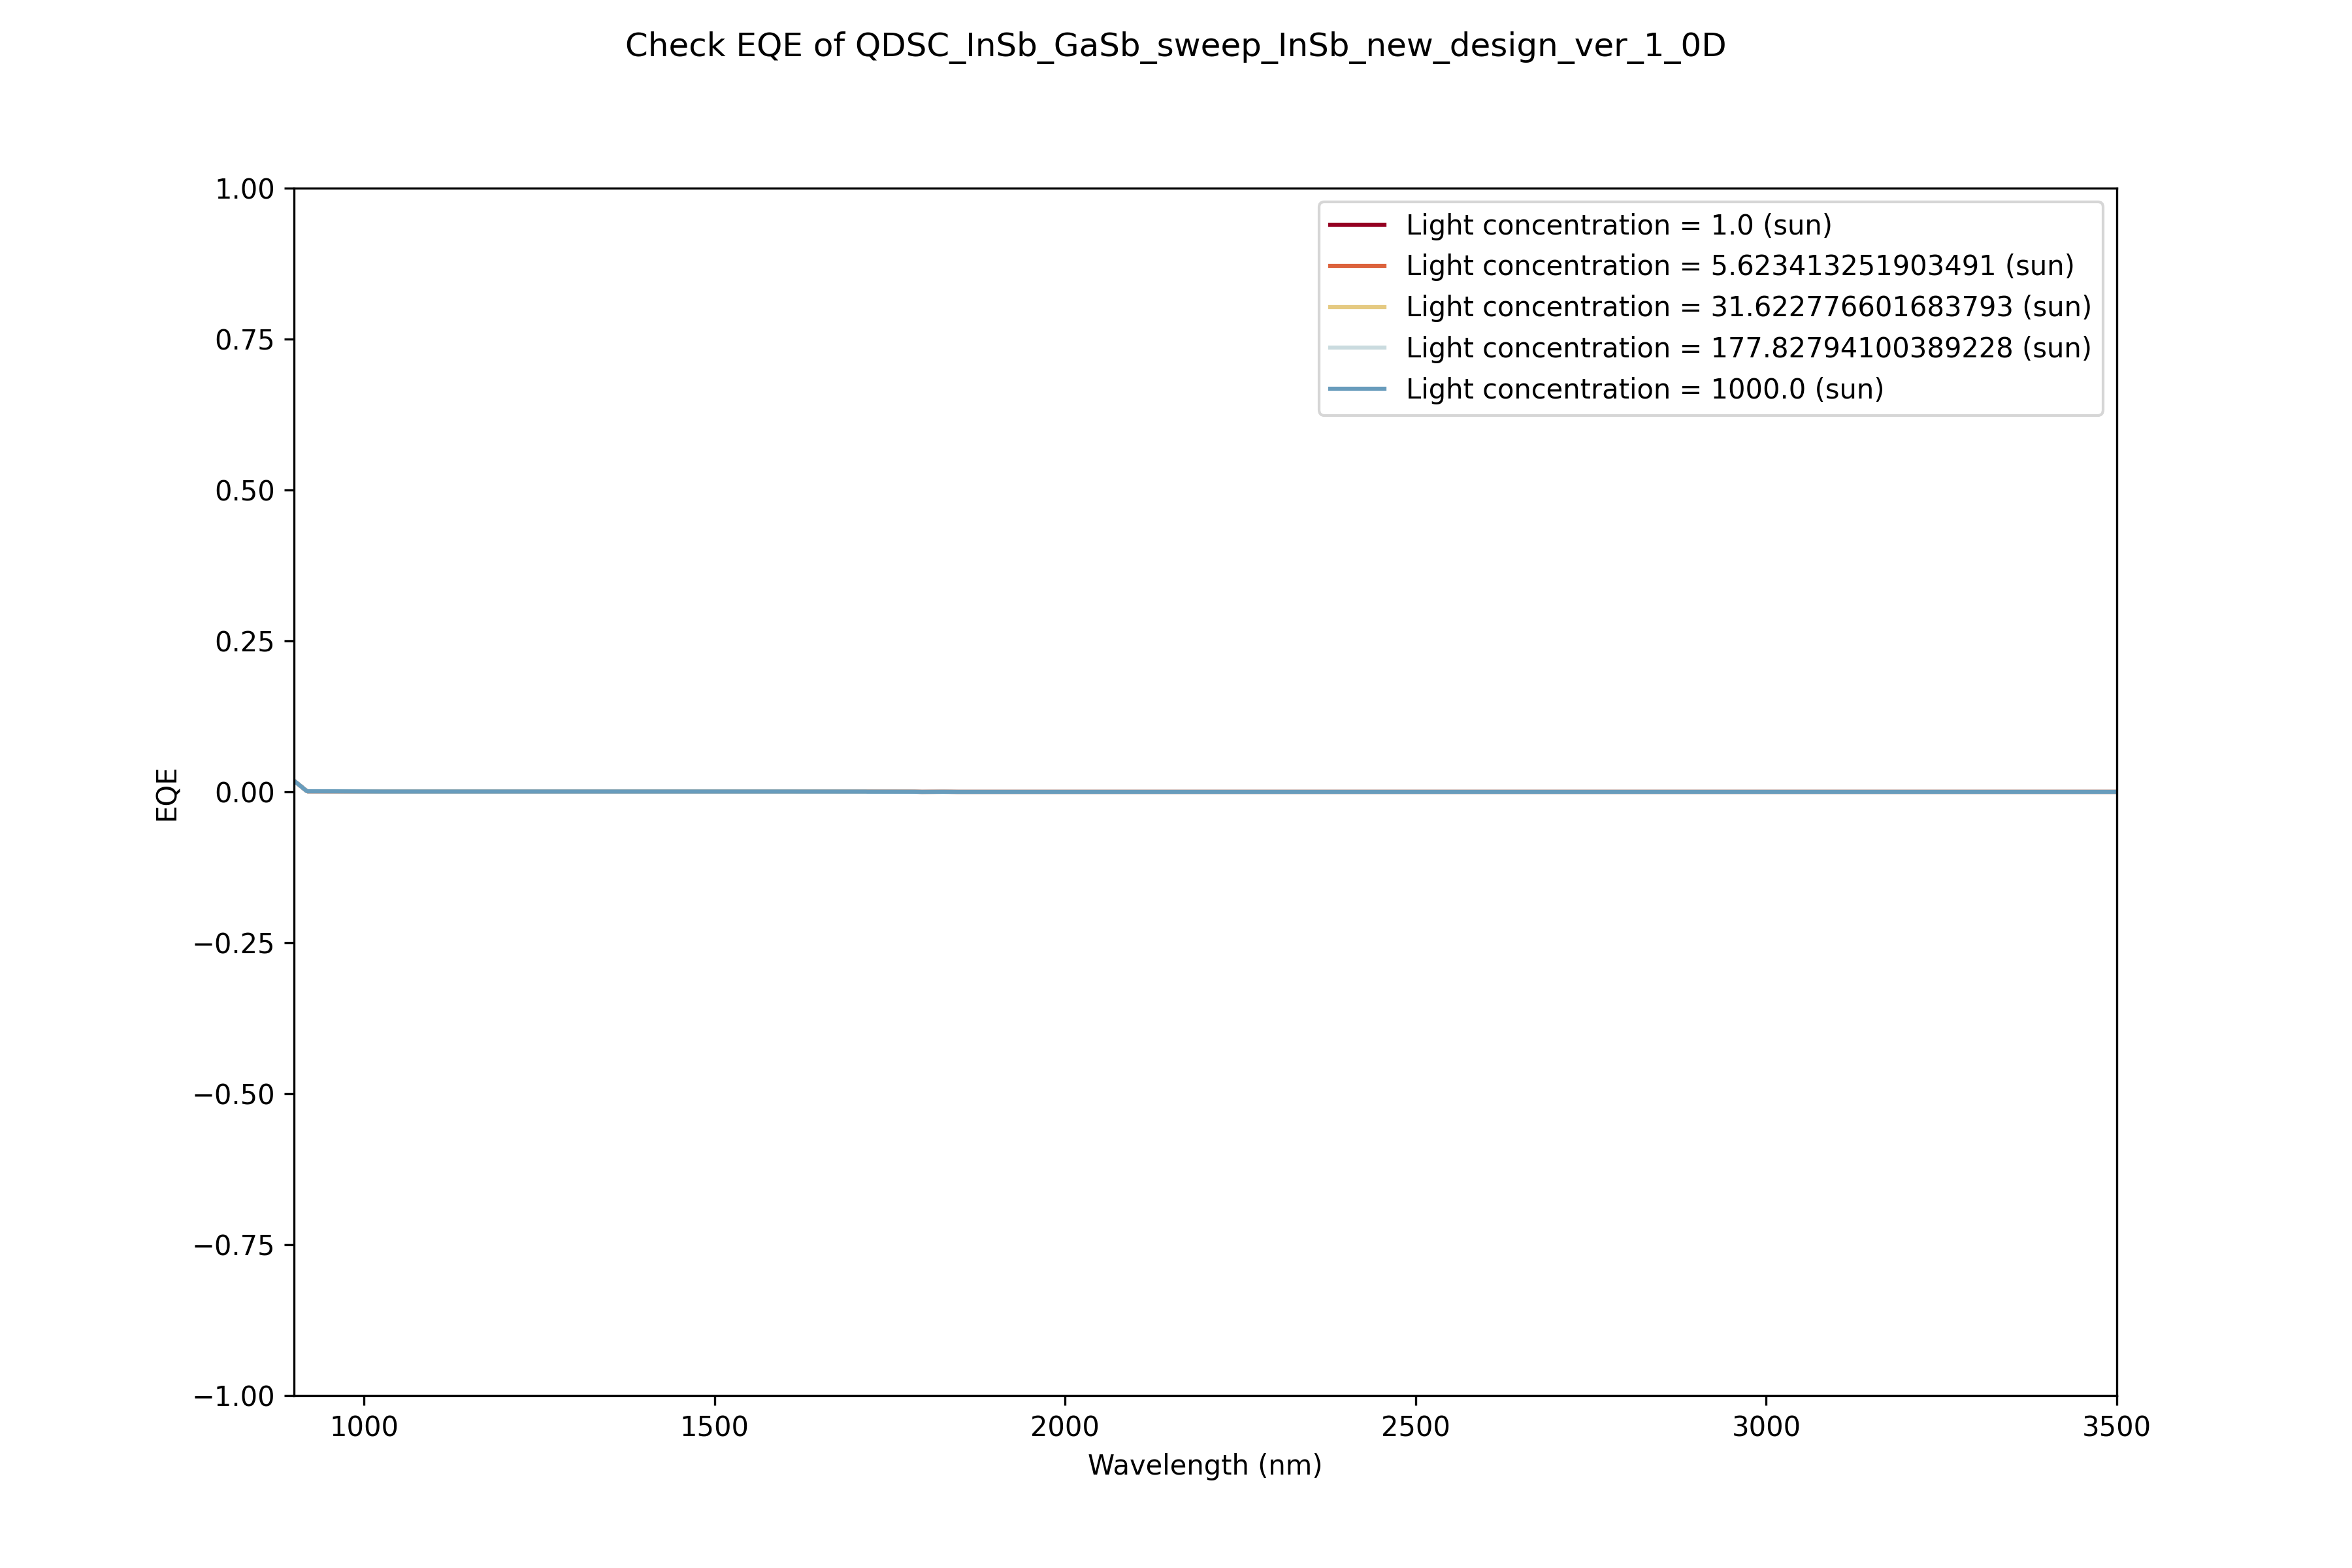 Check EQE of QDSC_InSb_GaSb_sweep_InSb_new_design_ver_1_0D
Light concentration = 1.0 (sun)
Light concentration = 5.623413251903491 (sun)
Light concentration = 31.622776601683793 (sun)
Light concentration = 177.82794100389228 (sun)
Light concentration = 1000.0 (sun)
1.00
0.75
0.50
0.25
0.00
−0.25
−0.50
−0.75
−1.00
EQE
1000 1500 2000 2500 3000 3500
Wavelength (nm)